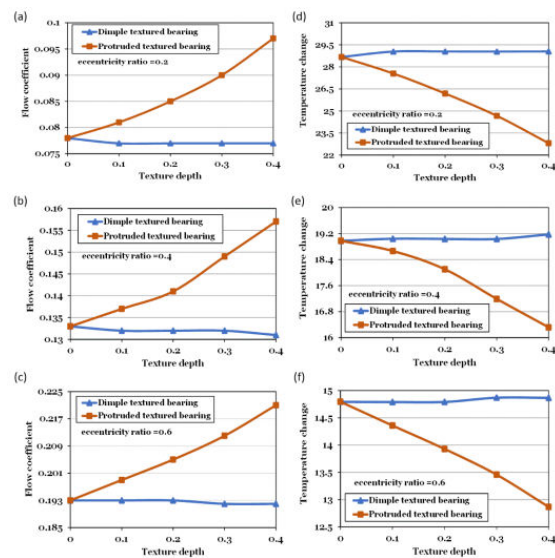 (a)
0.1
0.095
0.09
0.085
0.08
0.075
Flow coefficient
Dimple textured bearing
Protruded textured bearing
eccentricity ratio =0.2
0 0.1 0.2 0.3 0.4
Texture depth
(d)
31
29.5
28
26.5
25
23.5
22
Temperature change
eccentricity ratio =0.2
Dimple textured bearing
Protruded textured bearing
0 0.1 0.2 0.3 0.4
Texture depth
(b)
0.16
0.15
0.145
0.135
0.13
Flow coefficient
Dimple textured bearing
Protruded textured bearing
eccentricity ratio =0.4
0 0.1 0.2 0.3 0.4
Texture depth
(e)
20
19.2
18.4
17.6
16.8
16
Temperature change
eccentricity ratio =0.4
Dimple textured bearing
Protruded textured bearing
0 0.1 0.2 0.3 0.4
Texture depth
(c)
0.225
0.217
0.209
0.201
0.193
0.185
Flow coefficient
Dimple textured bearing
Protruded textured bearing
eccentricity ratio =0.6
0 0.1 0.2 0.3 0.4
Texture depth
(f)
15
14.5
14
13.5
13
12.5
Temperature change
eccentricity ratio =0.6
Dimple textured bearing
Protruded textured bearing
0 0.1 0.2 0.3 0.4
Texture depth